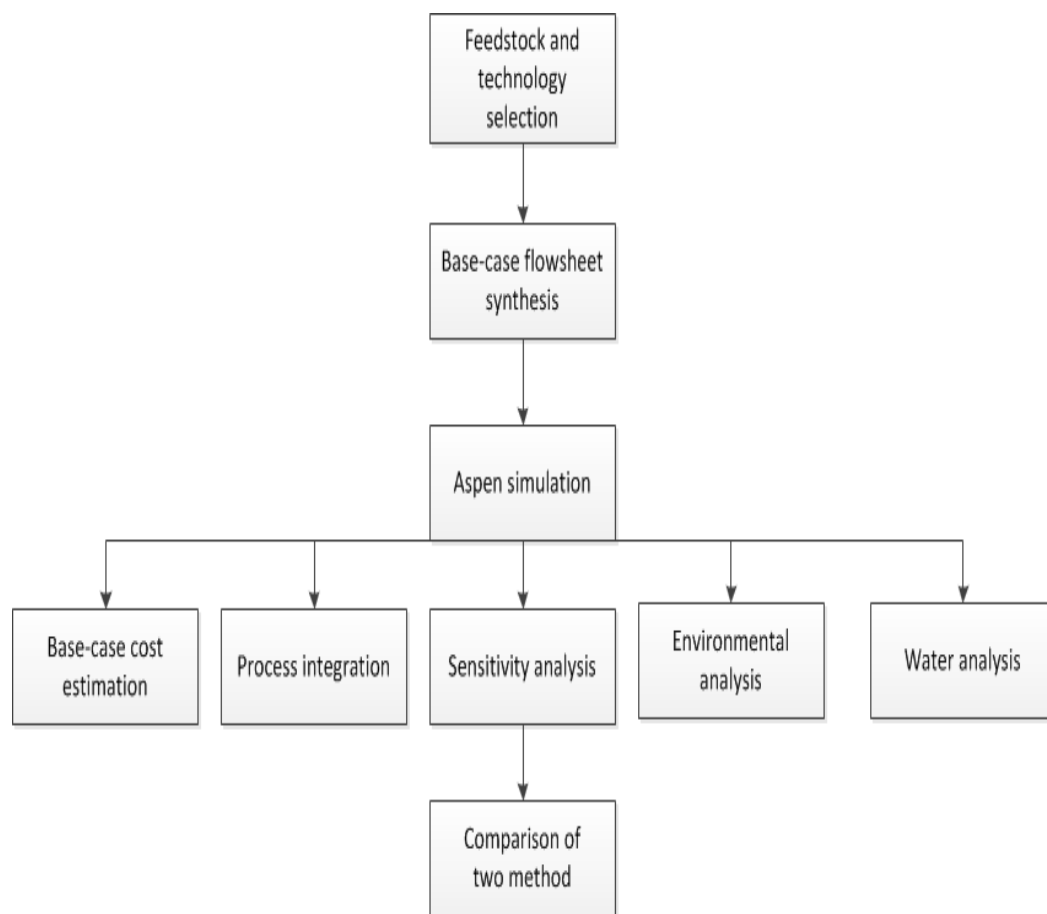 Feedstock and
technology
selection
Base-case flowsheet
synthesis
Aspen simulation
Base-case cost
estimation
Process integration
Sensitivity analysis
Environmental
analysis
Water analysis
Comparison of
two method